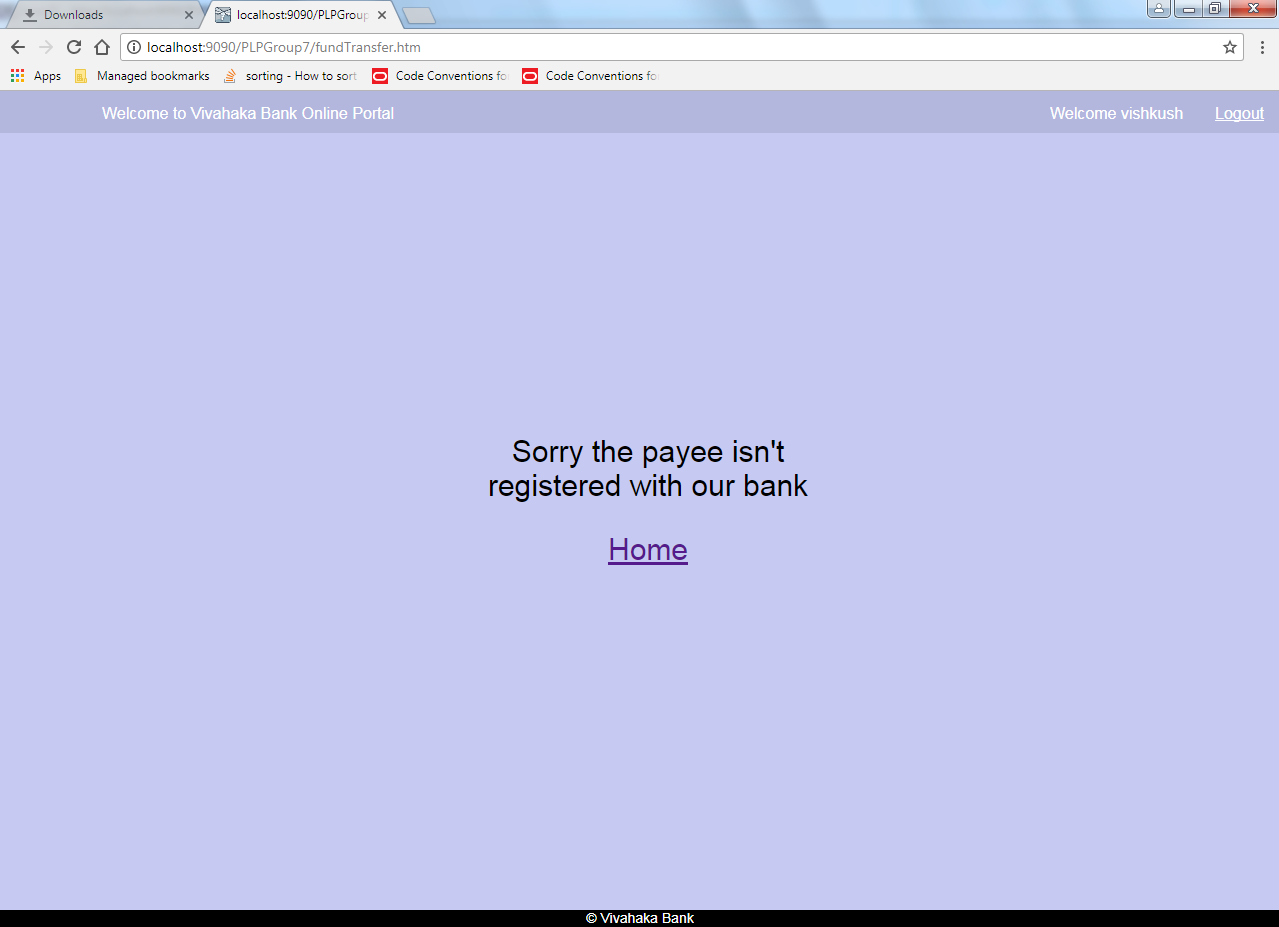 Downloads
localhost:9090/PLPGroup
localhost:9090/PLPGroup7/fundTransfer.htm
Apps
Managed bookmarks
sorting - How to sort
Code Conventions fo
Code Conventions fo
Welcome to Vivahaka Bank Online Portal
Welcome vishkush
Logout
Sorry the payee isn't
registered with our bank
Home
© Vivahaka Bank